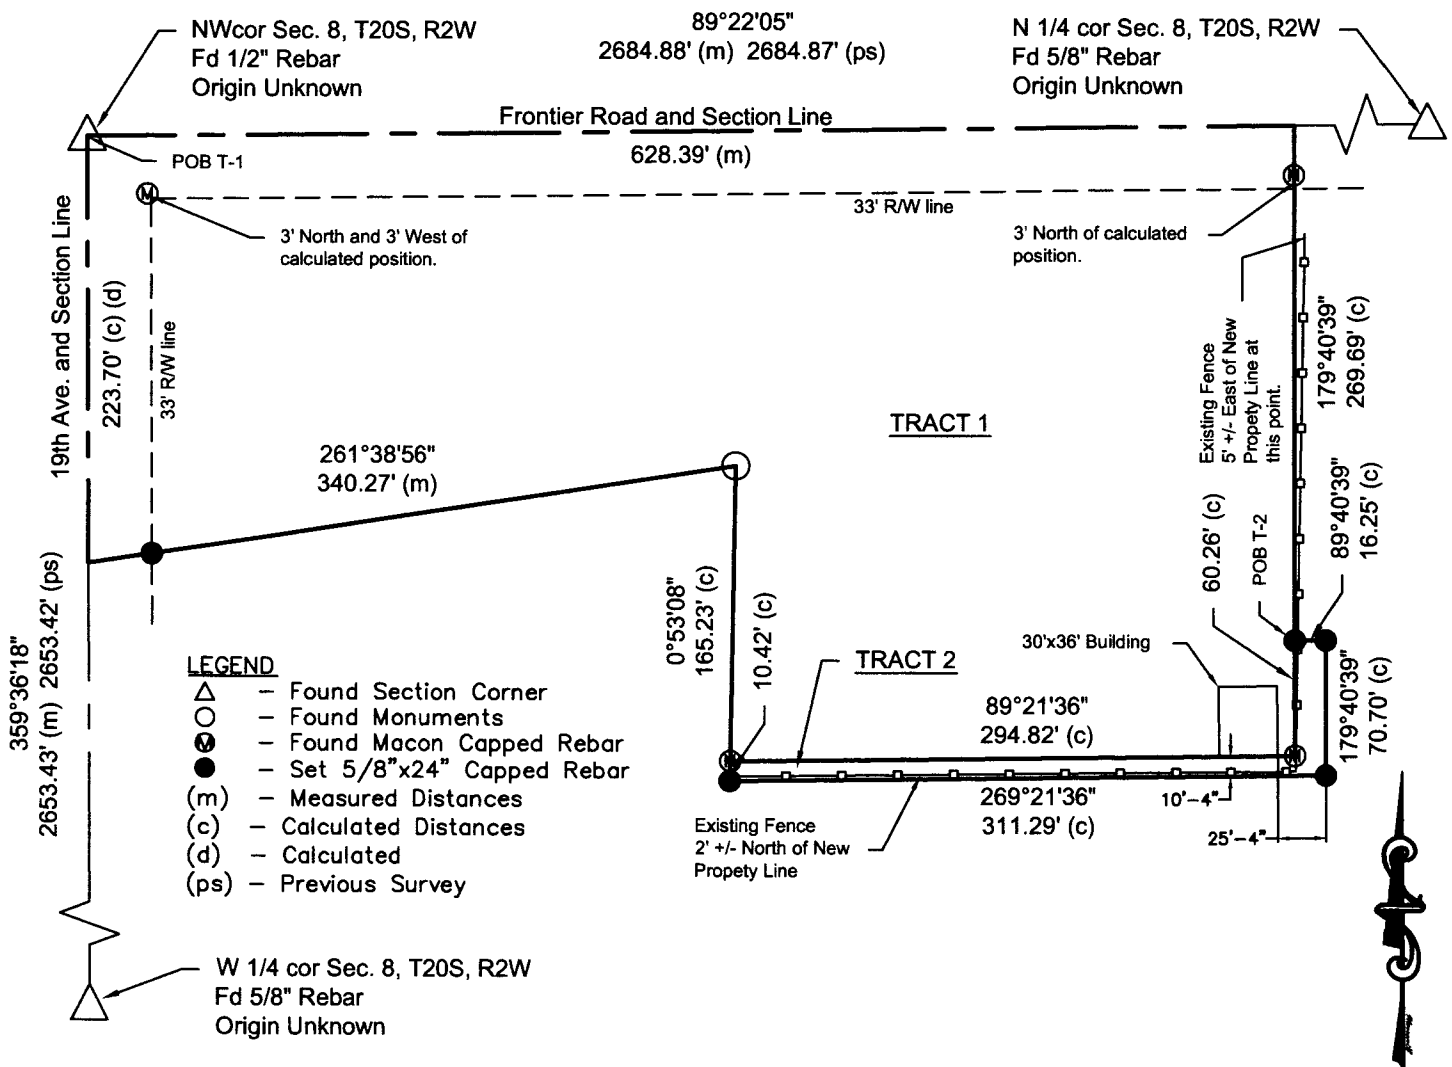 NWcor Sec. 8, T20S, R2W
Fd 1/2" Rebar
Origin Unknown
89°22'05"
2684.88' (m) 2684.87' (ps)
N 1/4 cor Sec. 8, T20S, R2W
Fd 5/8" Rebar
Origin Unknown
Frontier Road and Section Line
628.39' (m)
POB T-1
M
M
33' R/W line
3' North and 3' West of
calculated position.
3' North of calculated
position.
19th Ave. and Section Line
223.70' (c) (d)
33' R/W line
Existing Fence
5' +/- East of New
Propety Line at
this point.
179°40'39"
269.69' (c)
TRACT 1
261°38'56"
340.27' (m)
60.26' (c)
POB T-2
89°40'39"
16.25' (c)
0°53'08"
165.23' (c)
10.42' (c)
30'x36' Building
TRACT 2
89°21'36"
294.82' (c)
179°40'39"
70.70' (c)
M
M
269°21'36"
311.29' (c)
10'-4"
25'-4"
Existing Fence
2' +/- North of New
Propety Line
359°36'18"
2653.43' (m) 2653.42' (ps)
LEGEND
– Found Section Corner
– Found Monuments
M – Found Macon Capped Rebar
– Set 5/8"x24" Capped Rebar
(m) – Measured Distances
(c) – Calculated Distances
(d) – Calculated
(ps) – Previous Survey
W 1/4 cor Sec. 8, T20S, R2W
Fd 5/8" Rebar
Origin Unknown